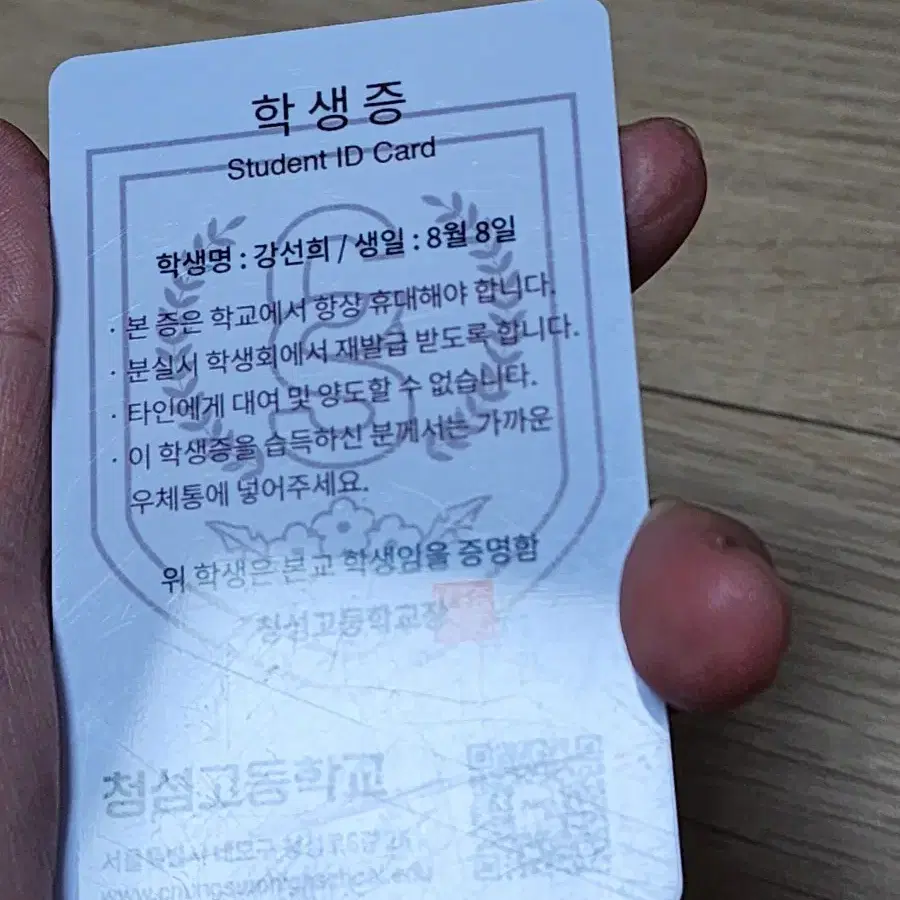 학생증
Student ID Card
학생명 : 강선희 / 생일 : 8월 8일
· 본 증은 학교에서 항상 휴대해야 합니다.
· 분실시 학생회에서 재발급 받도록 합니다.
· 타인에게 대여 및 양도할 수 없습니다.
· 이 학생증을 습득하신 분께서는 가까운
우체통에 넣어주세요.
위 학생은 본교 학생임을 증명함
청섬고등학교장
청섬고등학교